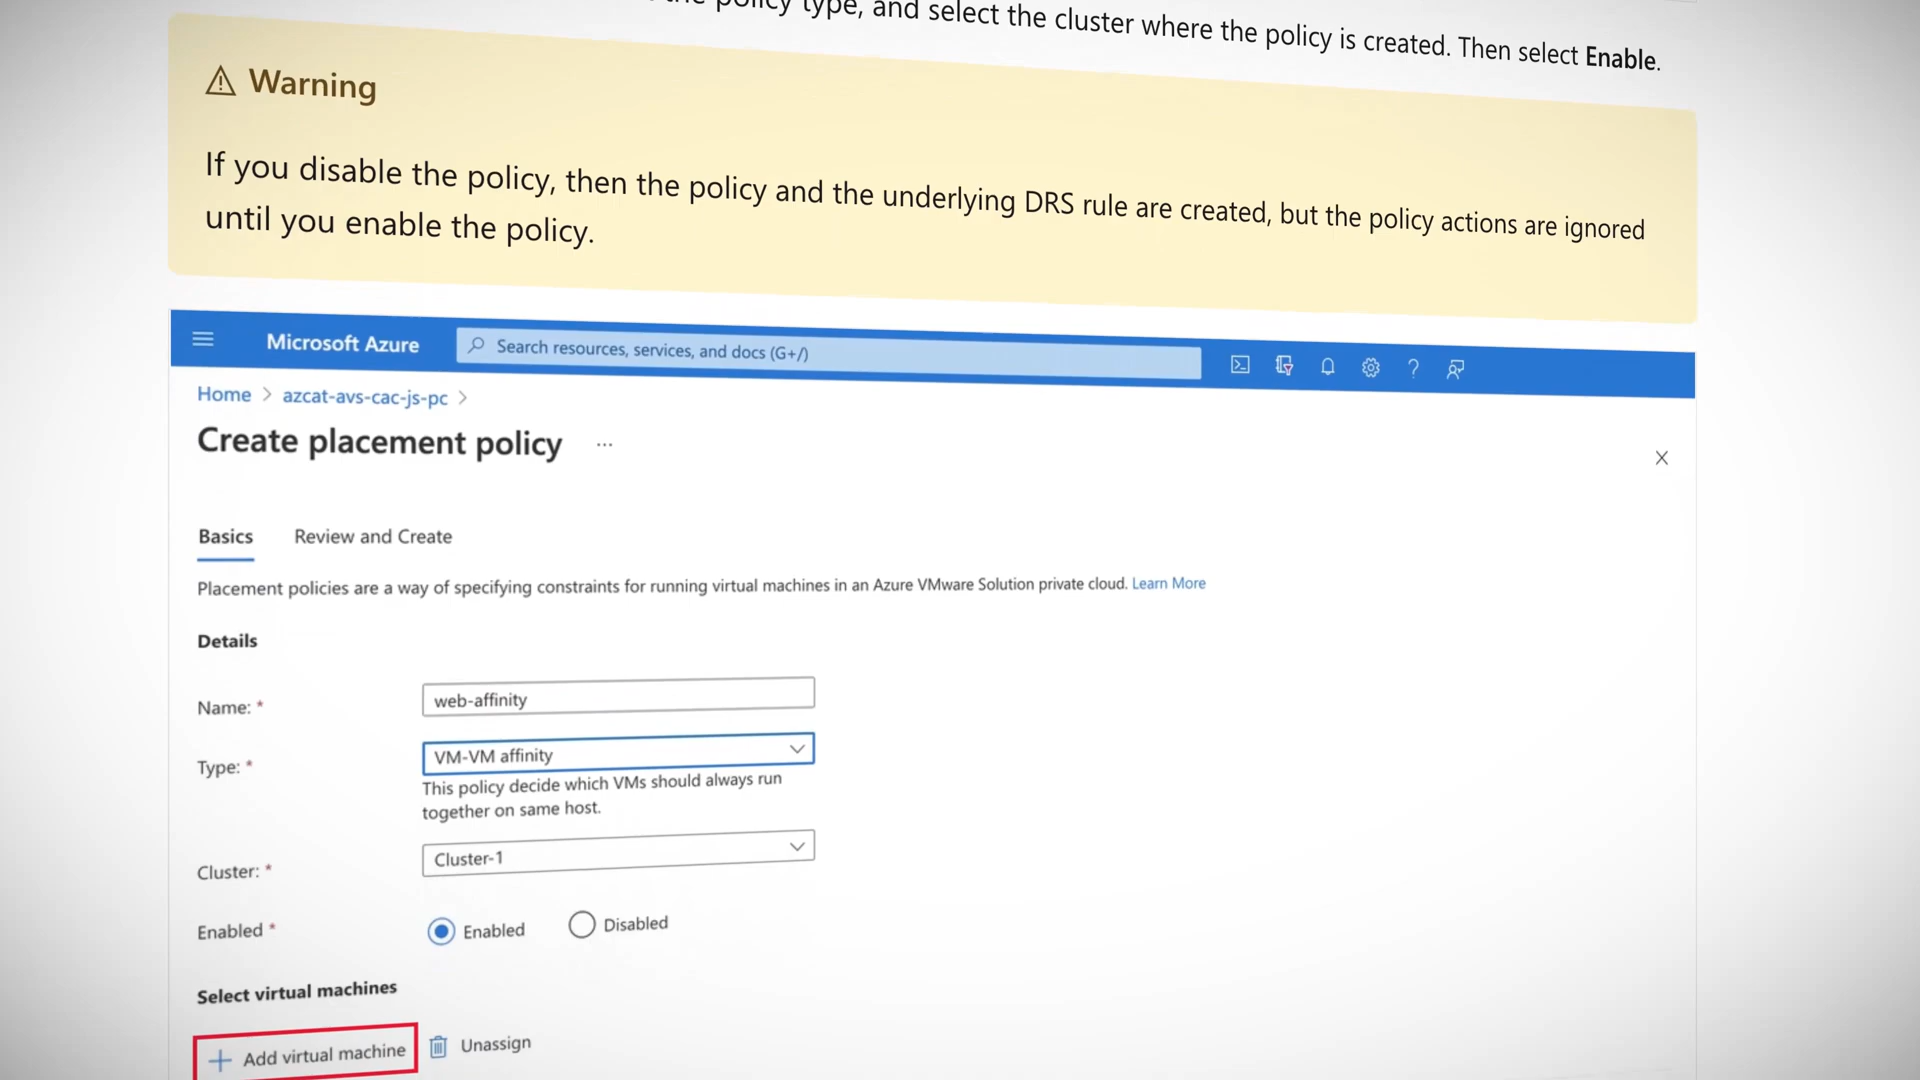 policy type, and select the cluster where the policy is created. Then select Enable.
Warning
If you disable the policy, then the policy and the underlying DRS rule are created, but the policy actions are ignored
until you enable the policy.
Microsoft Azure
Search resources, services, and docs (G+/)
Home > azcat-avs-cac-js-pc >
Create placement policy ...
Basics Review and Create
Placement policies are a way of specifying constraints for running virtual machines in an Azure VMware Solution private cloud. Learn More
Details
Name: * web-affinity
Type: * VM-VM affinity
This policy decide which VMs should always run
together on same host.
Cluster: * Cluster-1
Enabled * Enabled Disabled
Select virtual machines
Add virtual machine Unassign